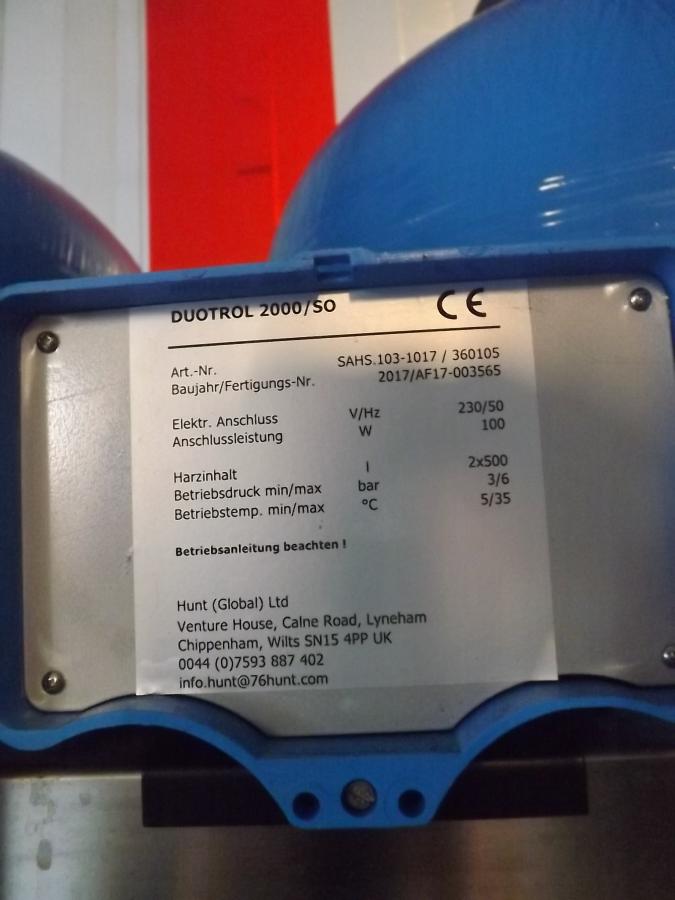 DUOTROL 2000/SO CE
Art.-Nr. SAHS.103-1017 / 360105
Baujahr/Fertigungs-Nr. 2017/AF17-003565
Elektr. Anschluss V/Hz 230/50
Anschlussleistung W 100
Harzinhalt l 2x500
Betriebsdruck min/max bar 3/6
Betriebstemp. min/max °C 5/35
Betriebsanleitung beachten !
Hunt (Global) Ltd
Venture House, Calne Road, Lyneham
Chippenham, Wilts SN15 4PP UK
0044 (0)7593 887 402
info.hunt@76hunt.com